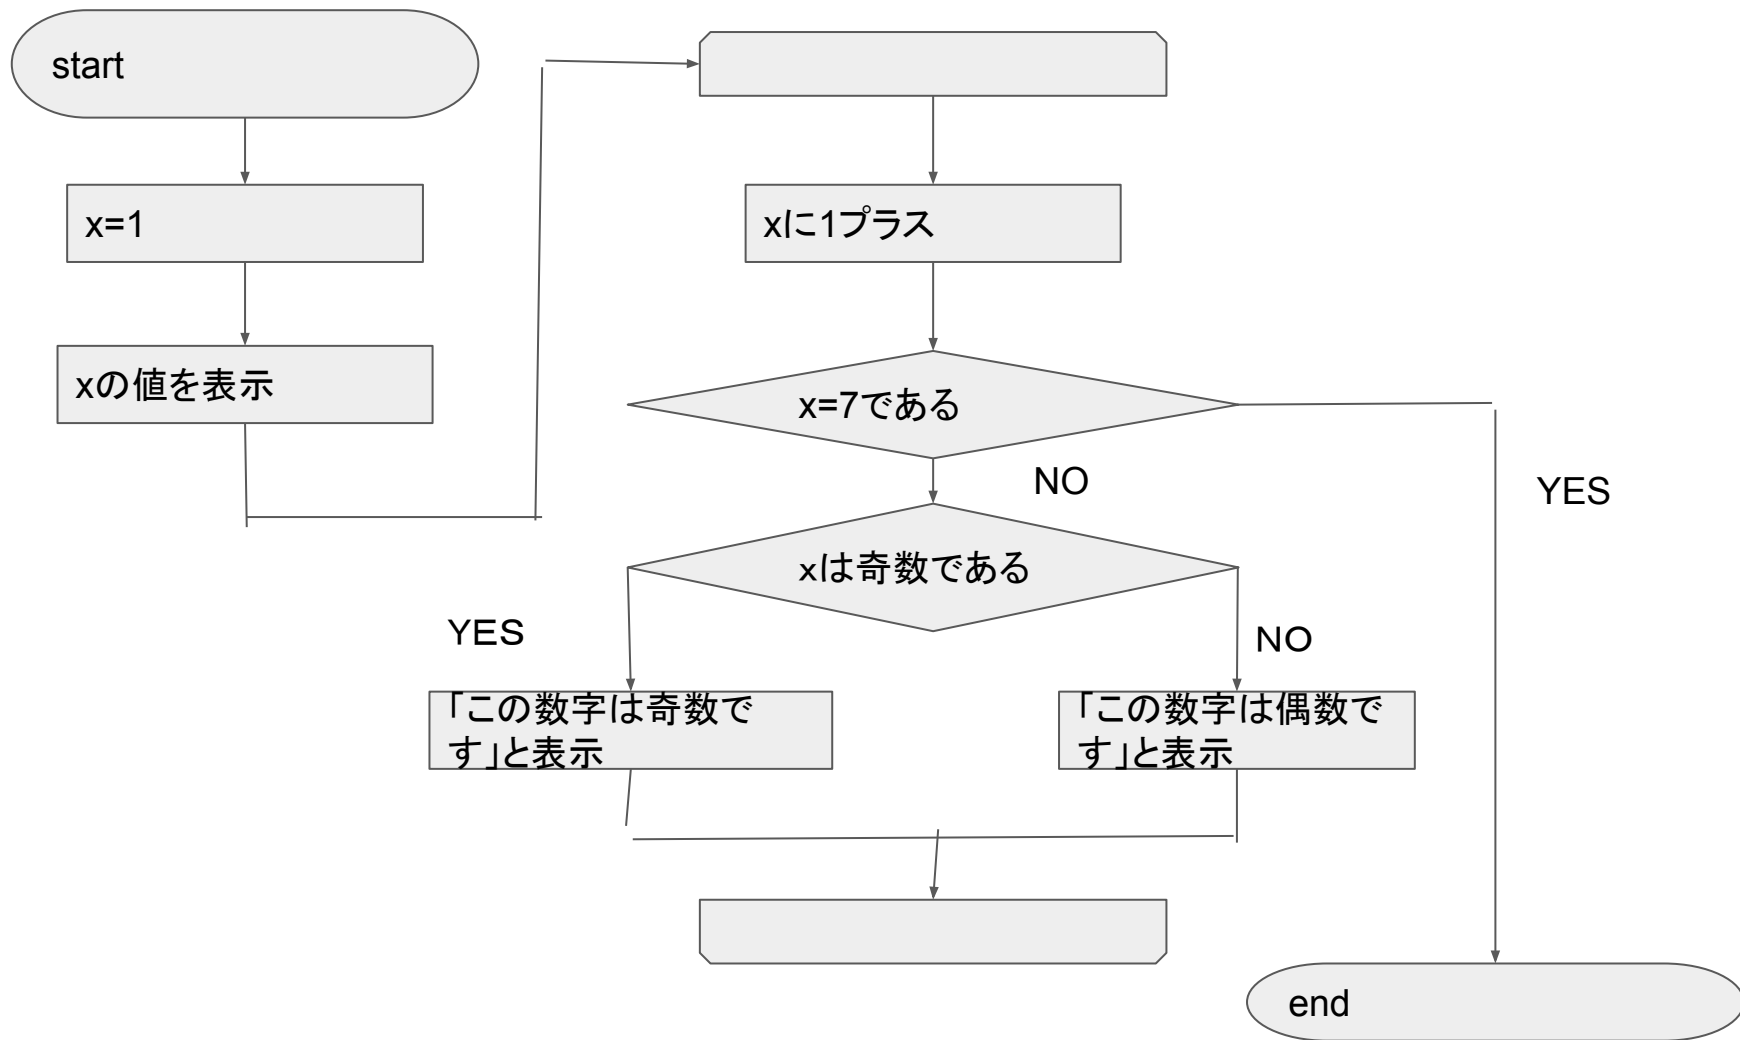 start
x=1
xの値を表示
xに1プラス
x=7である
NO
YES
xは奇数である
YES
NO
「この数字は奇数で
す」と表示
「この数字は偶数で
す」と表示
end